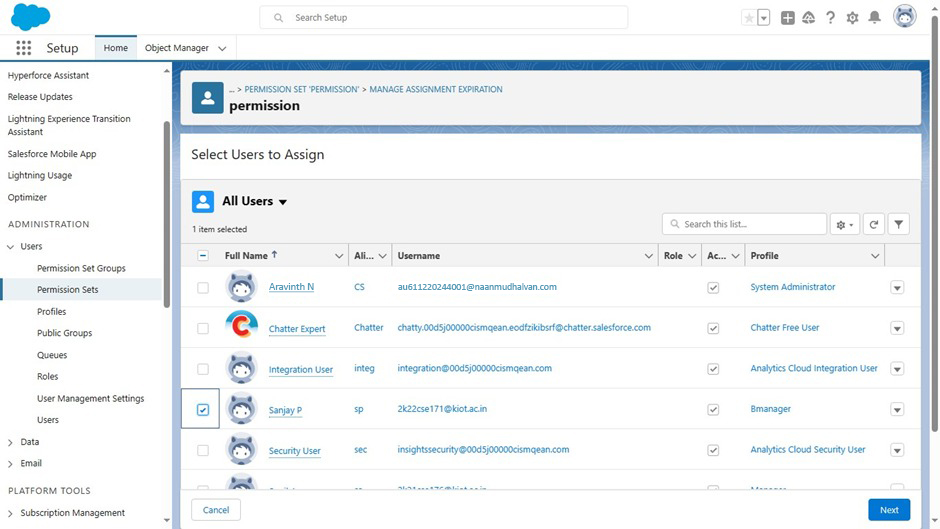 Search Setup
Setup
Home
Object Manager
Hyperforce Assistant
Release Updates
Lightning Experience Transition
Assistant
Salesforce Mobile App
Lightning Usage
Optimizer
ADMINISTRATION
Users
Permission Set Groups
Permission Sets
Profiles
Public Groups
Queues
Roles
User Management Settings
Users
Data
Email
PLATFORM TOOLS
Subscription Management
... > PERMISSION SET 'PERMISSION' > MANAGE ASSIGNMENT EXPIRATION
permission
Select Users to Assign
All Users
1 item selected
Search this list...
Full Name ↑ Ali... Username Role Ac... Profile
Aravinth N CS au611220244001@naanmudhalvan.com System Administrator
Chatter Expert Chatter chatty.00d5j00000cismqean.eodfzikibsrf@chatter.salesforce.com Chatter Free User
Integration User integ integration@00d5j00000cismqean.com Analytics Cloud Integration User
Sanjay P sp 2k22cse171@kiot.ac.in Bmanager
Security User sec insightssecurity@00d5j00000cismqean.com Analytics Cloud Security User
Cancel
Next